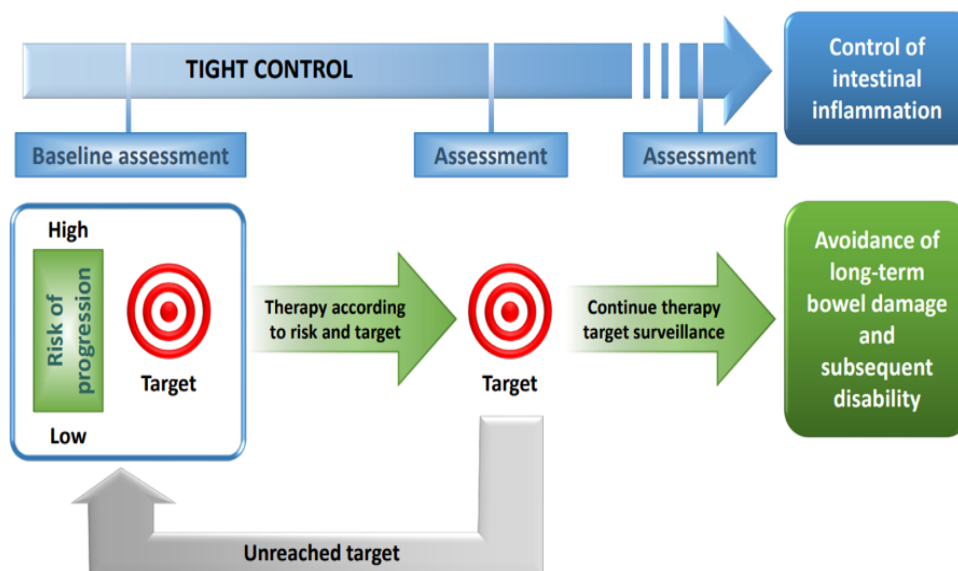 TIGHT CONTROL
Control of
intestinal
inflammation
Baseline assessment
Assessment
Assessment
High
Risk of
progression
Low
Target
Therapy according
to risk and target
Target
Continue therapy
target surveillance
Avoidance of
long-term
bowel damage
and
subsequent
disability
Unreached target